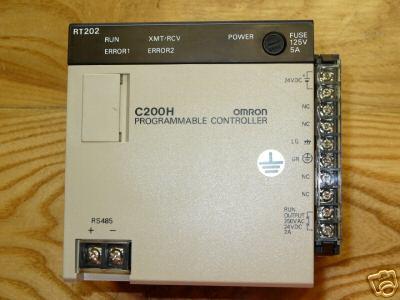 RT202
RUN XMT/RCV POWER
ERROR1 ERROR2
FUSE
125V
5A
24VDC +
NC
C200H OMRON
PROGRAMMABLE CONTROLLER
NC
LG
GR
NC
NC
RS485
+ −
RUN
OUTPUT
250VAC
24VDC
2A
ebay